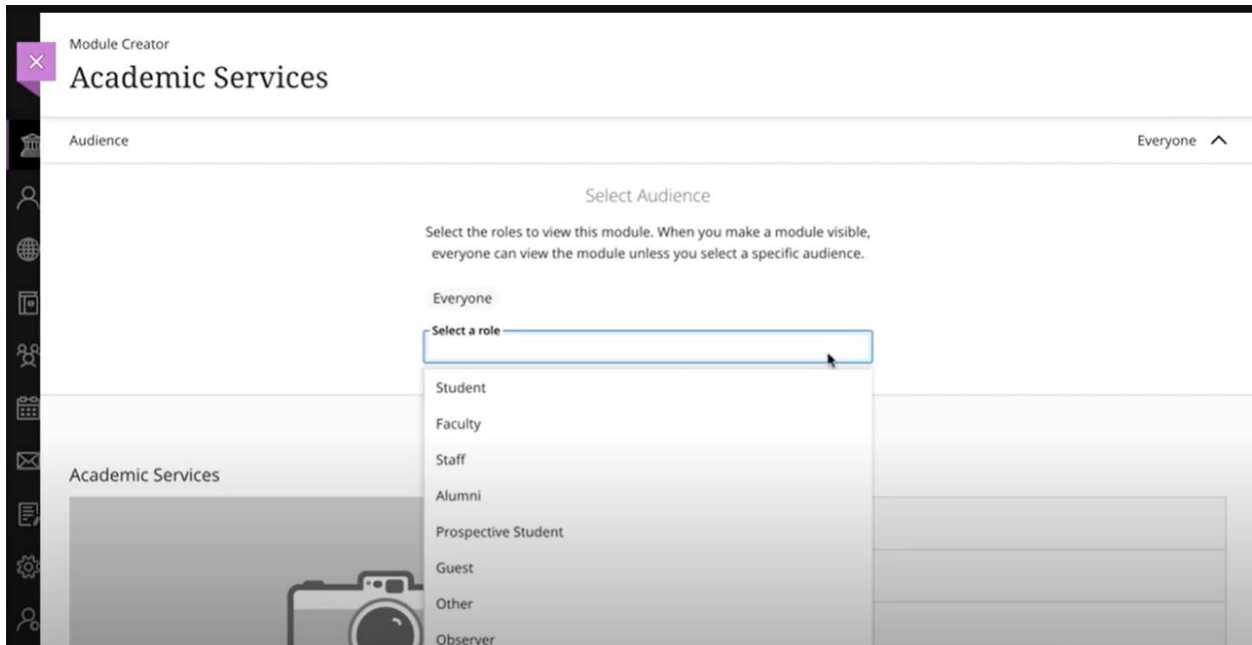 Module Creator
Academic Services
Audience
Everyone
Select Audience
Select the roles to view this module. When you make a module visible,
everyone can view the module unless you select a specific audience.
Everyone
Select a role
Student
Faculty
Staff
Alumni
Prospective Student
Guest
Other
Observer
Academic Services